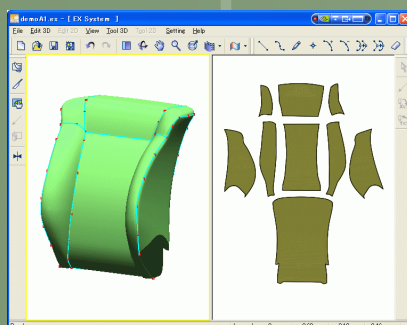 demoA1.ex - [ EX System ]
File Edit 3D Edit 2D View Tool 3D Tool 2D Setting Help